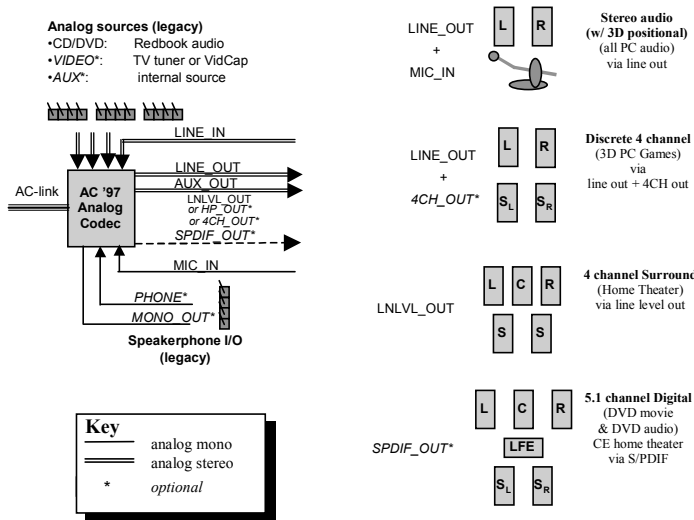 Analog sources (legacy)
•CD/DVD: Redbook audio
•VIDEO*: TV tuner or VidCap
•AUX*: internal source
LINE_IN
LINE_OUT
AUX_OUT
LNLVL_OUT
or HP_OUT*
or 4CH_OUT*
SPDIF_OUT*
MIC_IN
AC-link
AC '97
Analog
Codec
PHONE*
MONO_OUT*
Speakerphone I/O
(legacy)
Key
analog mono
analog stereo
* optional
LINE_OUT
+
MIC_IN
L R
Stereo audio
(w/ 3D positional)
(all PC audio)
via line out
LINE_OUT
+
4CH_OUT*
L R
SL SR
Discrete 4 channel
(3D PC Games)
via
line out + 4CH out
LNLVL_OUT
L C R
S S
4 channel Surround
(Home Theater)
via line level out
SPDIF_OUT*
L C R
LFE
SL SR
5.1 channel Digital
(DVD movie
& DVD audio)
CE home theater
via S/PDIF